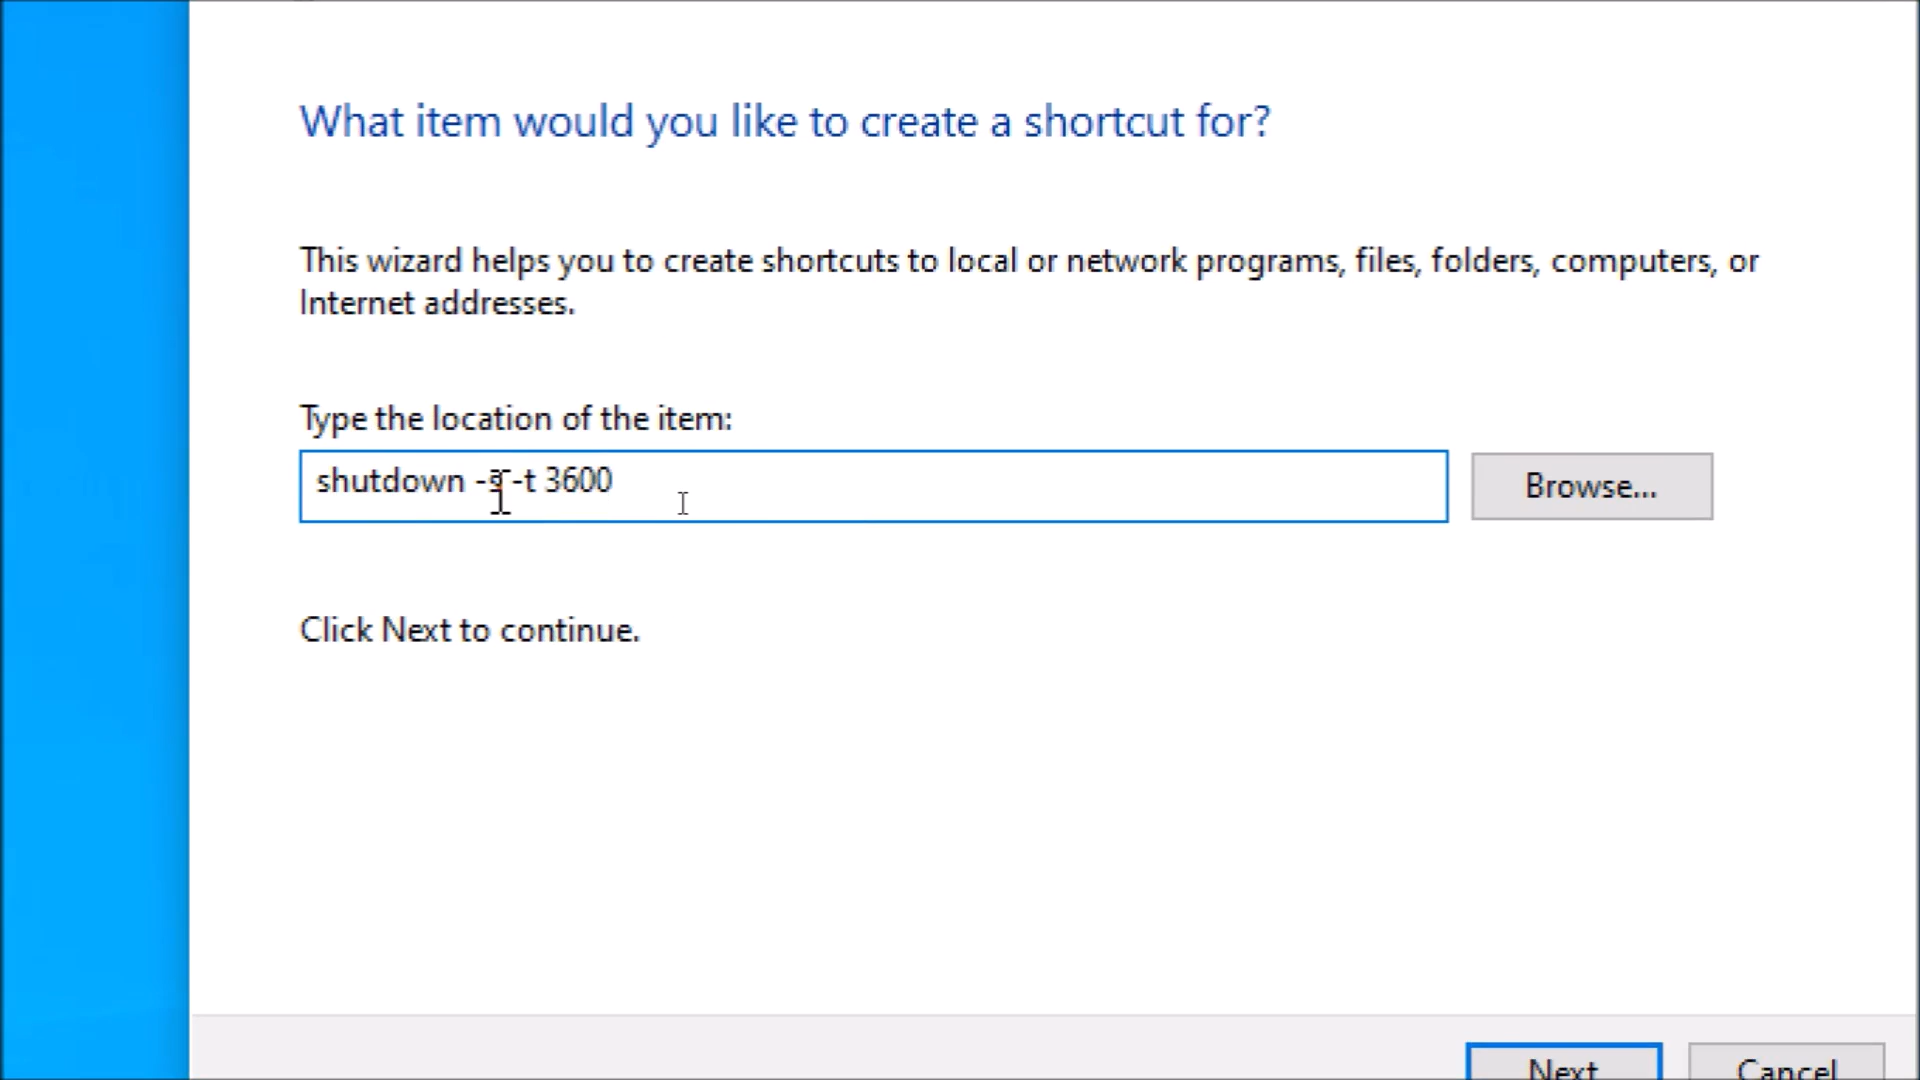 What item would you like to create a shortcut for?
This wizard helps you to create shortcuts to local or network programs, files, folders, computers, or
Internet addresses.
Type the location of the item:
shutdown -s -t 3600
Browse...
Click Next to continue.
Next
Cancel